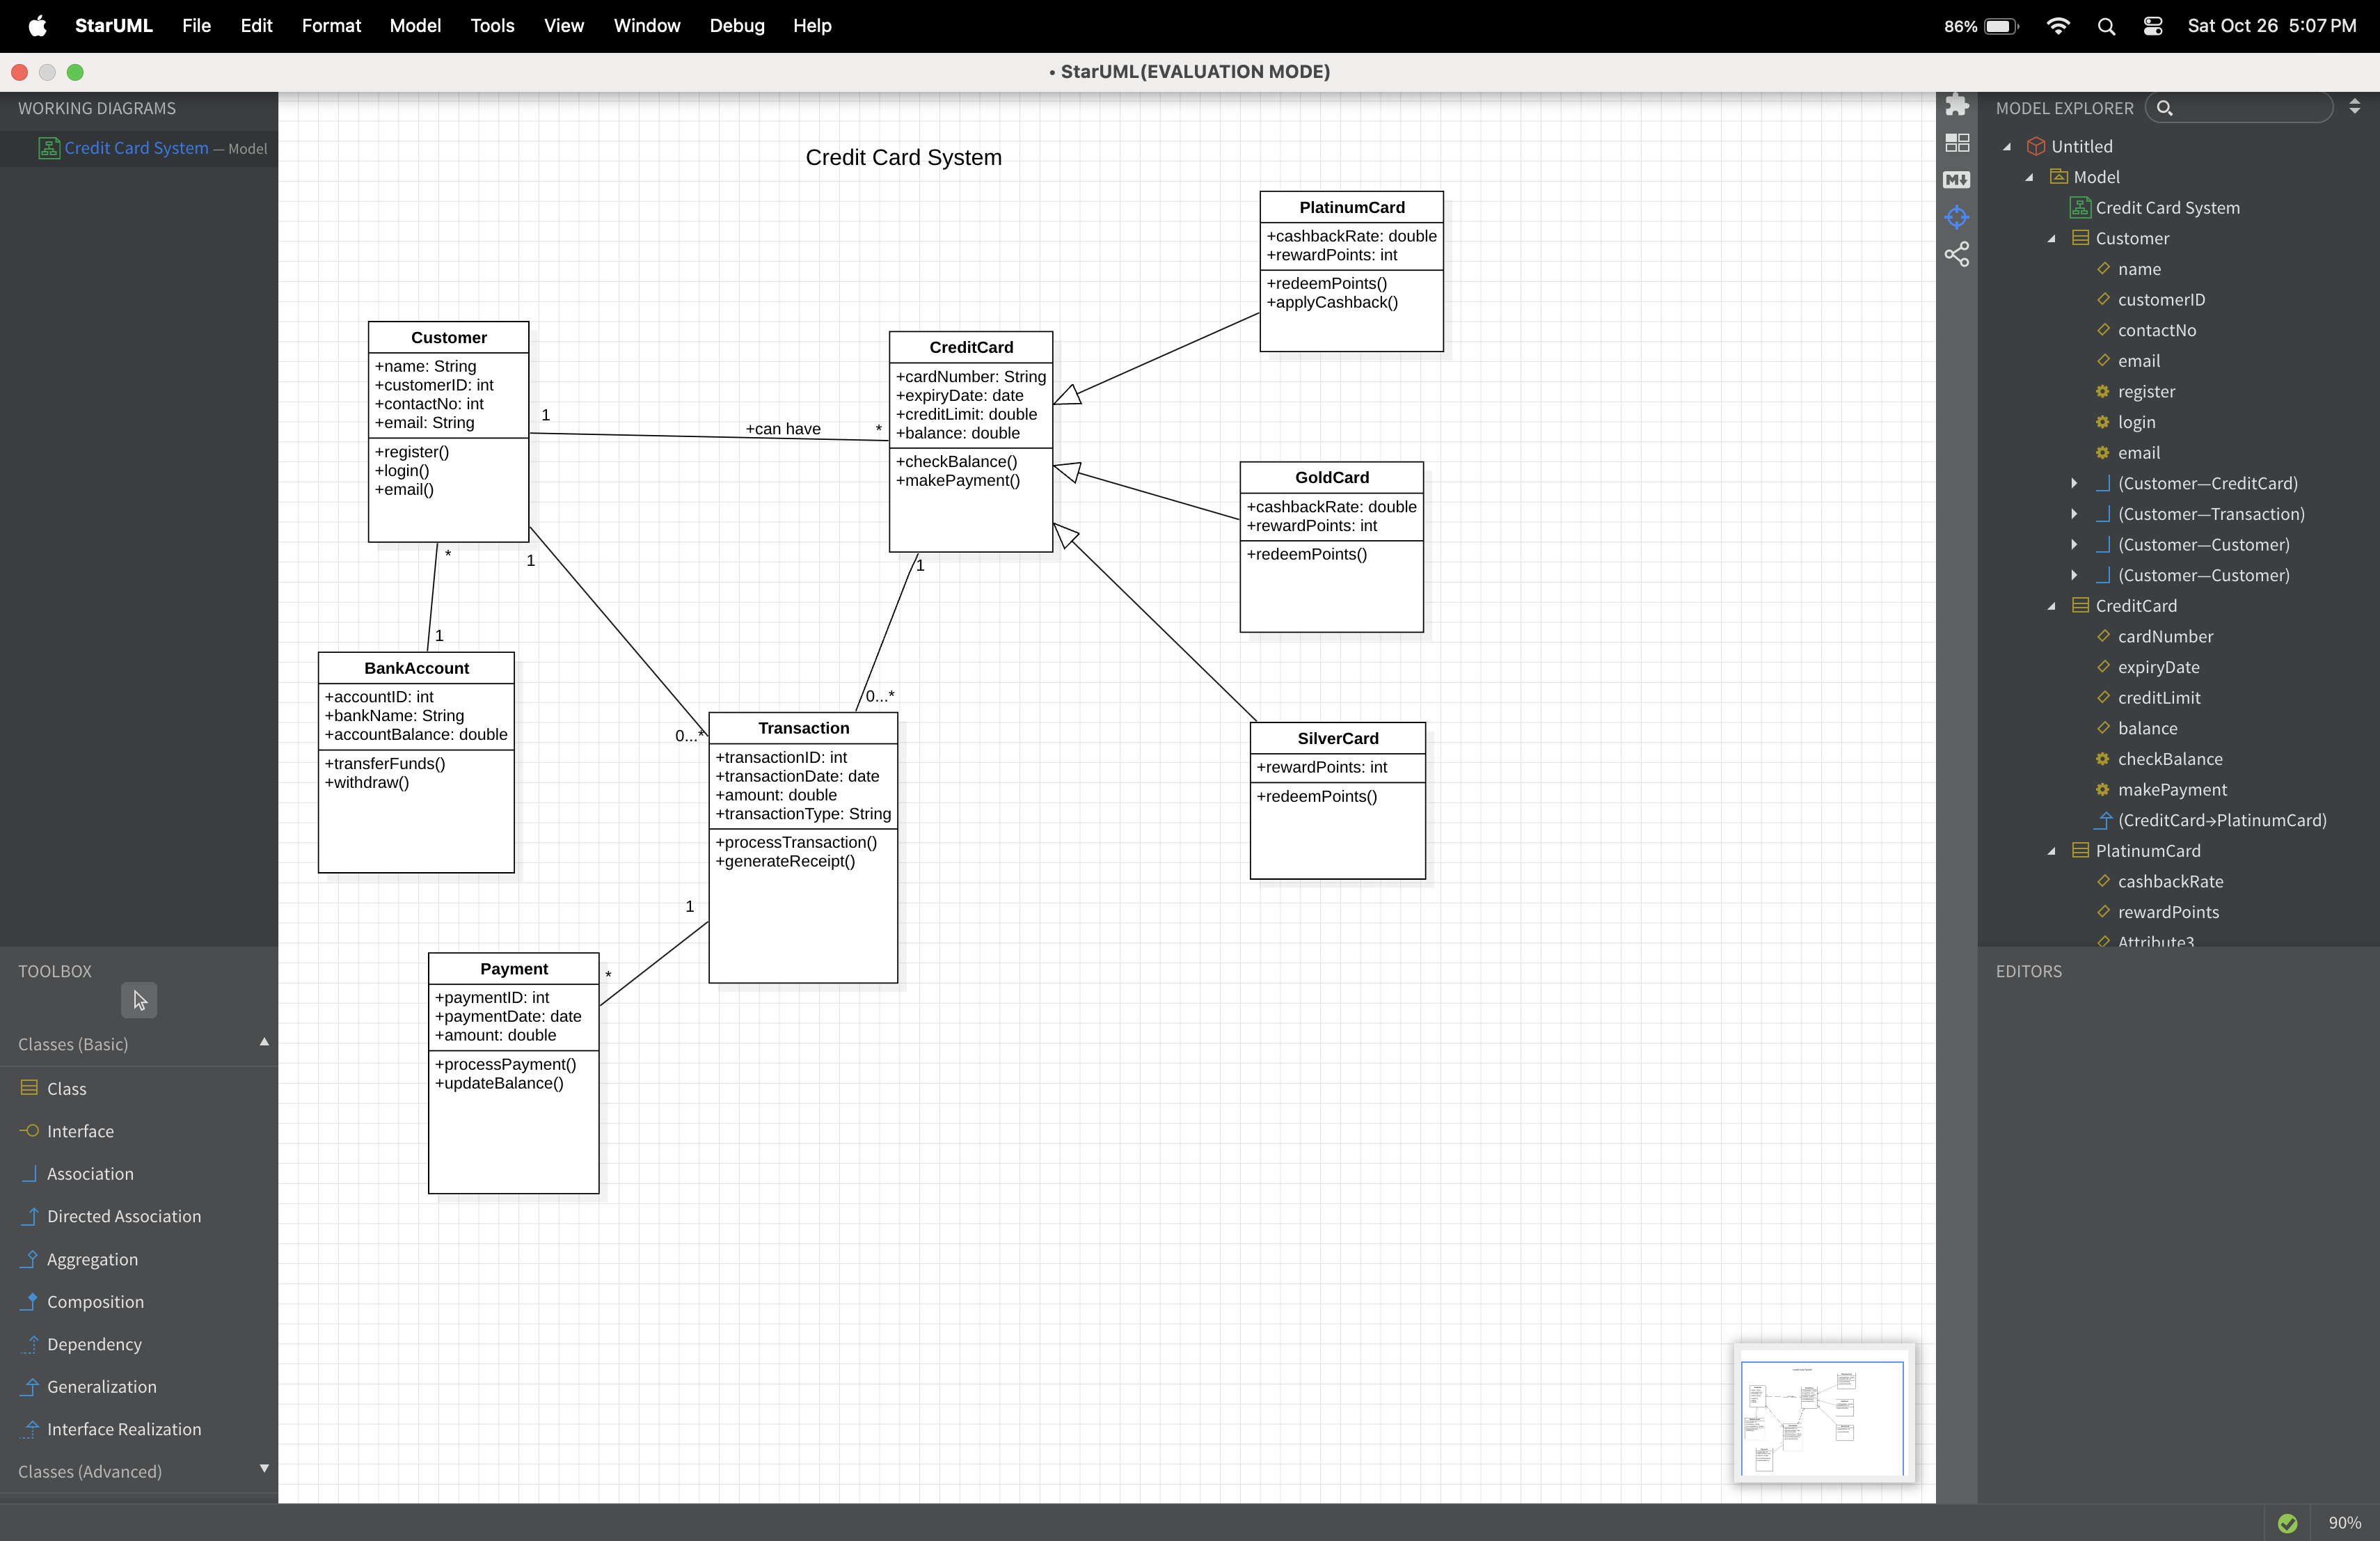 StarUML File Edit Format Model Tools View Window Debug Help 86% Sat Oct 26 5:07 PM
• StarUML(EVALUATION MODE)
WORKING DIAGRAMS
Credit Card System — Model
TOOLBOX
Classes (Basic)
Class
Interface
Association
Directed Association
Aggregation
Composition
Dependency
Generalization
Interface Realization
Classes (Advanced)
Credit Card System
Customer
+name: String
+customerID: int
+contactNo: int
+email: String
+register()
+login()
+email()
1
+can have
*
CreditCard
+cardNumber: String
+expiryDate: date
+creditLimit: double
+balance: double
+checkBalance()
+makePayment()
PlatinumCard
+cashbackRate: double
+rewardPoints: int
+redeemPoints()
+applyCashback()
GoldCard
+cashbackRate: double
+rewardPoints: int
+redeemPoints()
SilverCard
+rewardPoints: int
+redeemPoints()
*
1
1
0...*
1
0...*
BankAccount
+accountID: int
+bankName: String
+accountBalance: double
+transferFunds()
+withdraw()
Transaction
+transactionID: int
+transactionDate: date
+amount: double
+transactionType: String
+processTransaction()
+generateReceipt()
1
*
Payment
+paymentID: int
+paymentDate: date
+amount: double
+processPayment()
+updateBalance()
M
MODEL EXPLORER
Untitled
Model
Credit Card System
Customer
name
customerID
contactNo
email
register
login
email
(Customer—CreditCard)
(Customer—Transaction)
(Customer—Customer)
(Customer—Customer)
CreditCard
cardNumber
expiryDate
creditLimit
balance
checkBalance
makePayment
(CreditCard→PlatinumCard)
PlatinumCard
cashbackRate
rewardPoints
Attribute3
EDITORS
90%